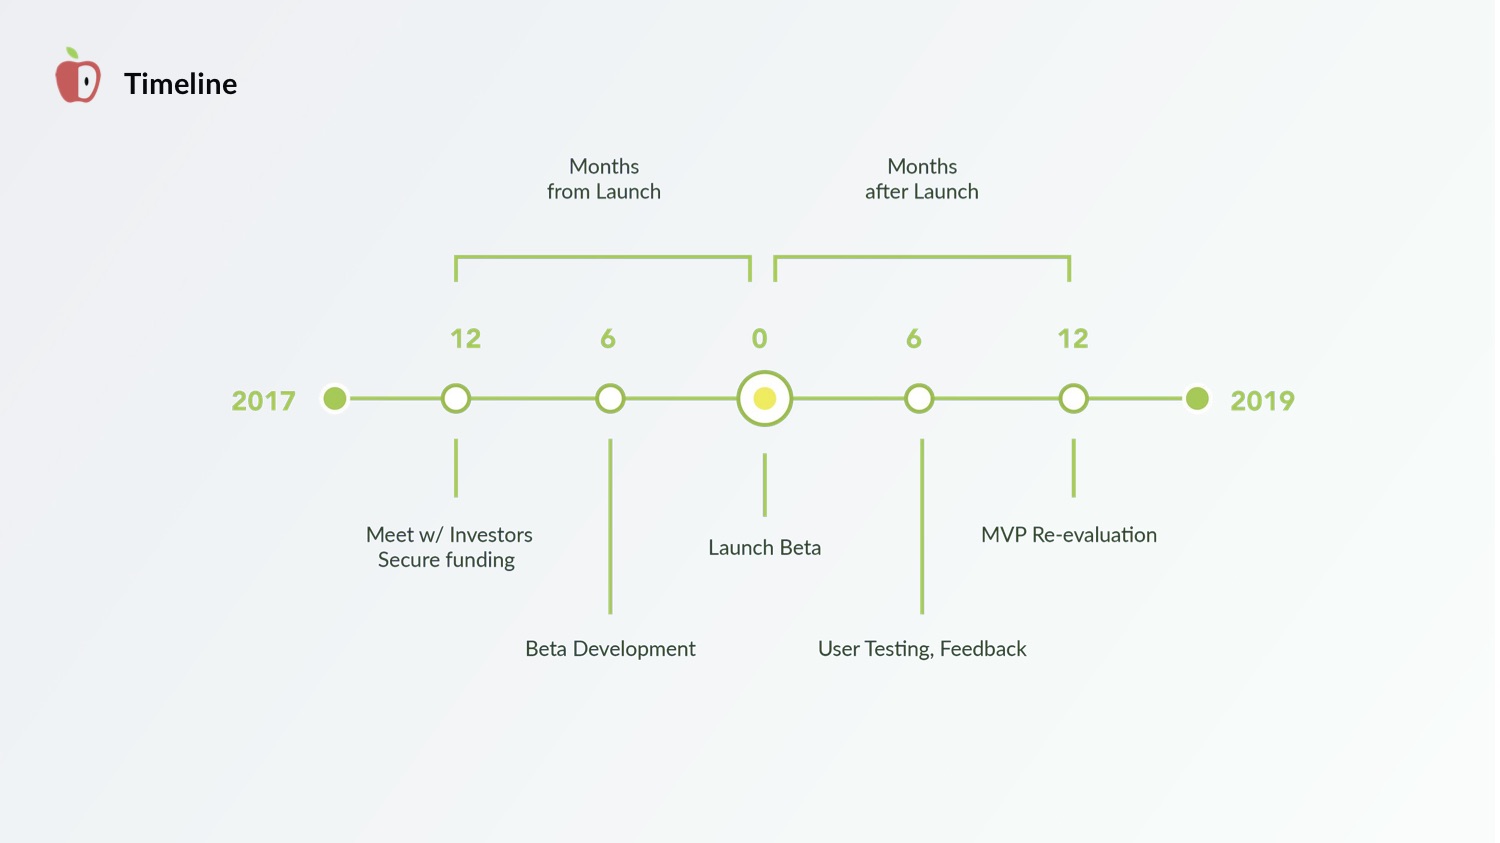 Timeline
Months
from Launch
Months
after Launch
12
6
0
6
12
2017
2019
Meet w/ Investors
Secure funding
Launch Beta
MVP Re-evaluation
Beta Development
User Testing, Feedback